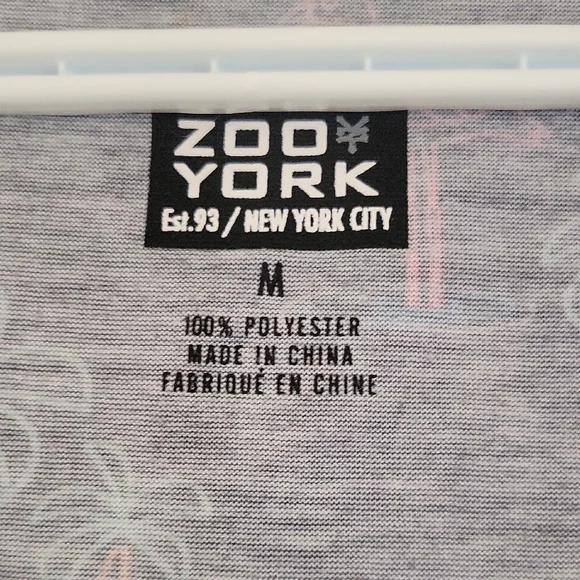 ZOO
YORK
Est.93 / NEW YORK CITY
M
100% POLYESTER
MADE IN CHINA
FABRIQUÉ EN CHINE